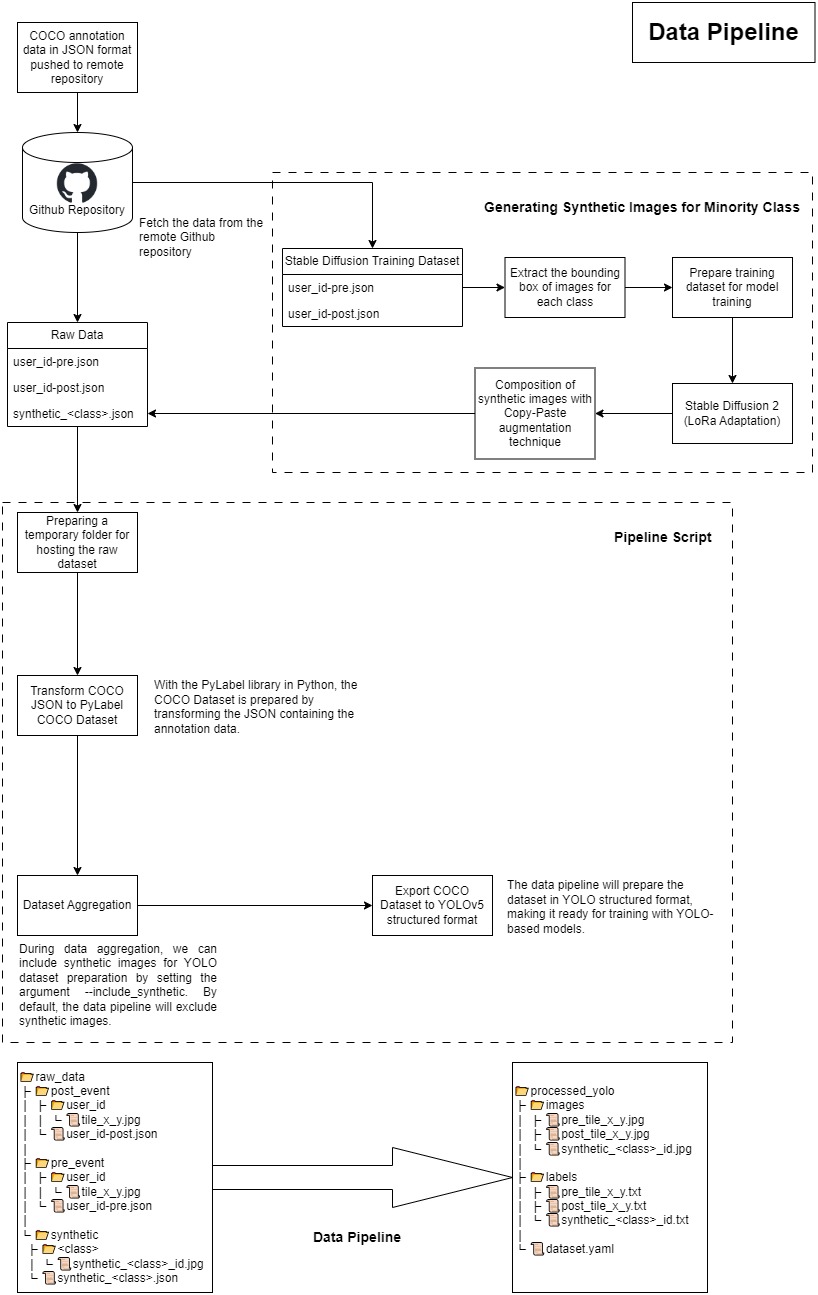 Data Pipeline
COCO annotation
data in JSON format
pushed to remote
repository
Github Repository
Fetch the data from the
remote Github
repository
Generating Synthetic Images for Minority Class
Stable Diffusion Training Dataset
user_id-pre.json
user_id-post.json
Extract the bounding
box of images for
each class
Prepare training
dataset for model
training
Raw Data
user_id-pre.json
user_id-post.json
synthetic_<class>.json
Composition of
synthetic images with
Copy-Paste
augmentation
technique
Stable Diffusion 2
(LoRa Adaptation)
Pipeline Script
Preparing a
temporary folder for
hosting the raw
dataset
Transform COCO
JSON to PyLabel
COCO Dataset
With the PyLabel library in Python, the
COCO Dataset is prepared by
transforming the JSON containing the
annotation data.
Dataset Aggregation
Export COCO
Dataset to YOLOv5
structured format
The data pipeline will prepare the
dataset in YOLO structured format,
making it ready for training with YOLO-
based models.
During data aggregation, we can
include synthetic images for YOLO
dataset preparation by setting the
argument --include_synthetic. By
default, the data pipeline will exclude
synthetic images.
raw_data
post_event
user_id
tile_x_y.jpg
user_id-post.json
pre_event
user_id
tile_x_y.jpg
user_id-pre.json
synthetic
<class>
synthetic_<class>_id.jpg
synthetic_<class>.json
Data Pipeline
processed_yolo
images
pre_tile_x_y.jpg
post_tile_x_y.jpg
synthetic_<class>_id.jpg
labels
pre_tile_x_y.txt
post_tile_x_y.txt
synthetic_<class>_id.txt
dataset.yaml